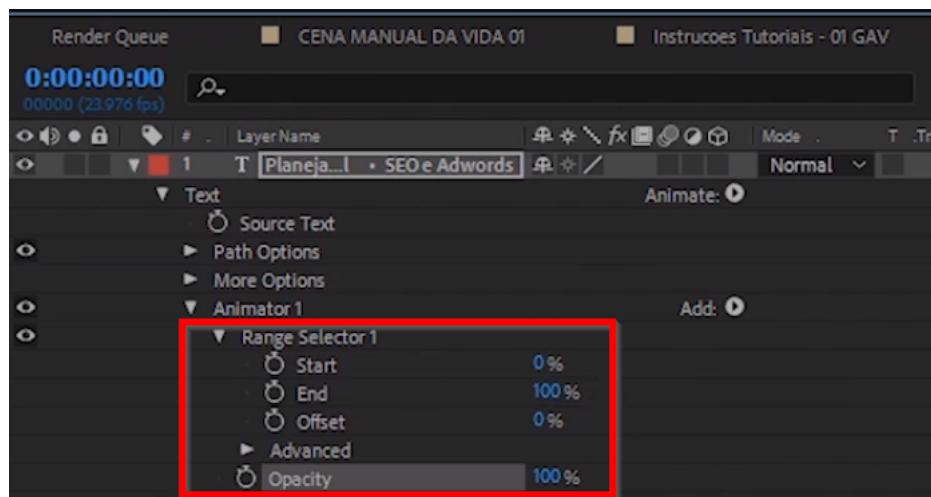 Render Queue CENA MANUAL DA VIDA 01 Instrucoes Tutoriais - 01 GAV
0:00:00:00
00000 (23.976 fps)
# . Layer Name fx Mode . T .Tr
1 T Planeja...l • SEO e Adwords Normal
Text Animate:
Source Text
Path Options
More Options
Animator 1 Add:
Range Selector 1
Start 0 %
End 100 %
Offset 0 %
Advanced
Opacity 100 %